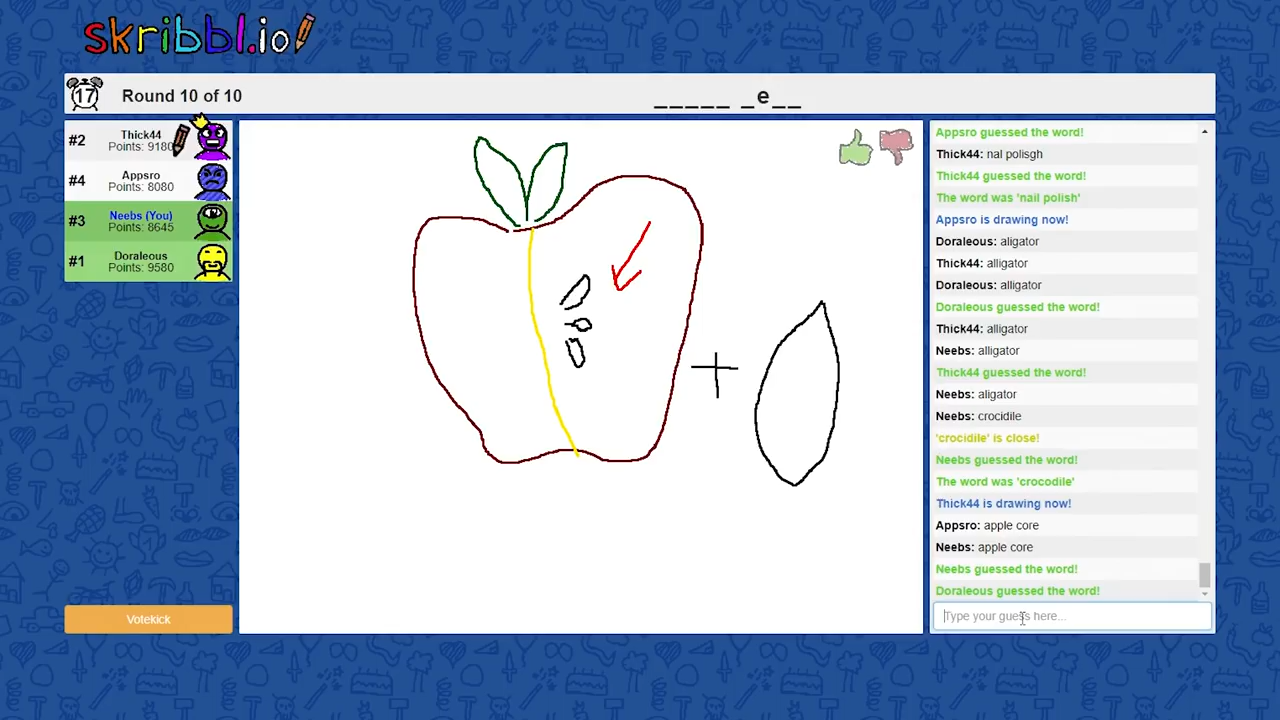 skribbl.io
17
Round 10 of 10
_____ _e__
#2
Thick44
Points: 9180
#4
Appsro
Points: 8080
#3
Neebs (You)
Points: 8645
#1
Doraleous
Points: 9580
Votekick
Appsro guessed the word!
Thick44: nal polisgh
Thick44 guessed the word!
The word was 'nail polish'
Appsro is drawing now!
Doraleous: aligator
Thick44: alligator
Doraleous: alligator
Doraleous guessed the word!
Thick44: alligator
Neebs: alligator
Thick44 guessed the word!
Neebs: aligator
Neebs: crocidile
'crocidile' is close!
Neebs guessed the word!
The word was 'crocodile'
Thick44 is drawing now!
Appsro: apple core
Neebs: apple core
Neebs guessed the word!
Doraleous guessed the word!
Type your guess here...